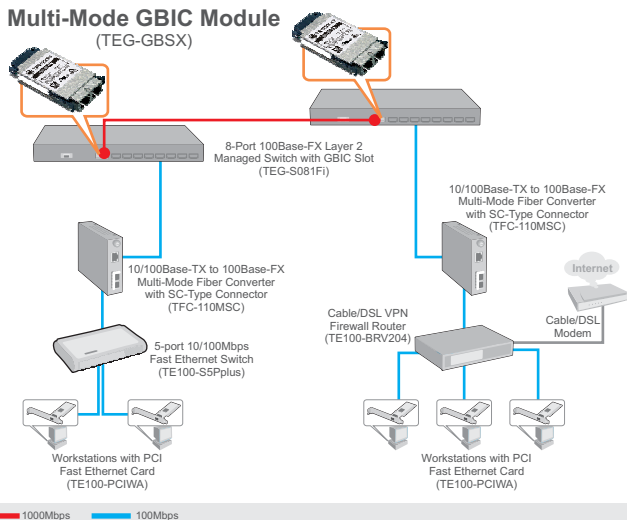 Multi-Mode GBIC Module
(TEG-GBSX)
8-Port 100Base-FX Layer 2
Managed Switch with GBIC Slot
(TEG-S081Fi)
10/100Base-TX to 100Base-FX
Multi-Mode Fiber Converter
with SC-Type Connector
(TFC-110MSC)
Internet
10/100Base-TX to 100Base-FX
Multi-Mode Fiber Converter
with SC-Type Connector
(TFC-110MSC)
Cable/DSL VPN
Firewall Router
(TE100-BRV204)
Cable/DSL
Modem
5-port 10/100Mbps
Fast Ethernet Switch
(TE100-S5Pplus)
Workstations with PCI
Fast Ethernet Card
(TE100-PCIWA)
Workstations with PCI
Fast Ethernet Card
(TE100-PCIWA)
1000Mbps
100Mbps